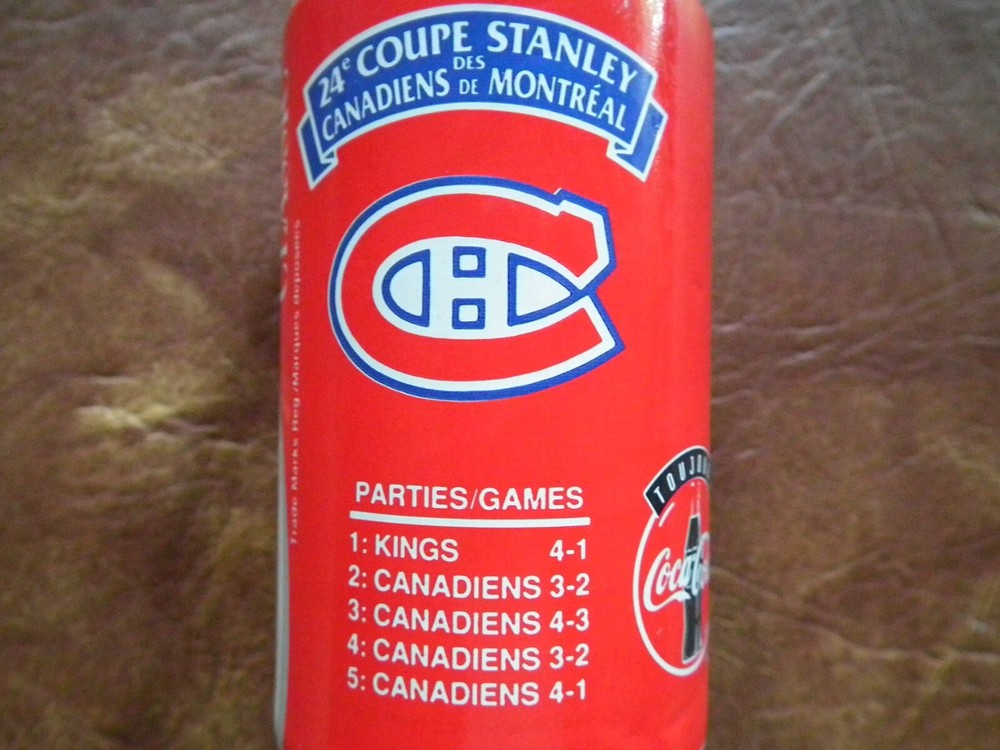 24e COUPE STANLEY
DES
CANADIENS DE MONTRÉAL
Trade Marks Reg./Marques déposées
PARTIES/GAMES
1: KINGS 4-1
2: CANADIENS 3-2
3: CANADIENS 4-3
4: CANADIENS 3-2
5: CANADIENS 4-1